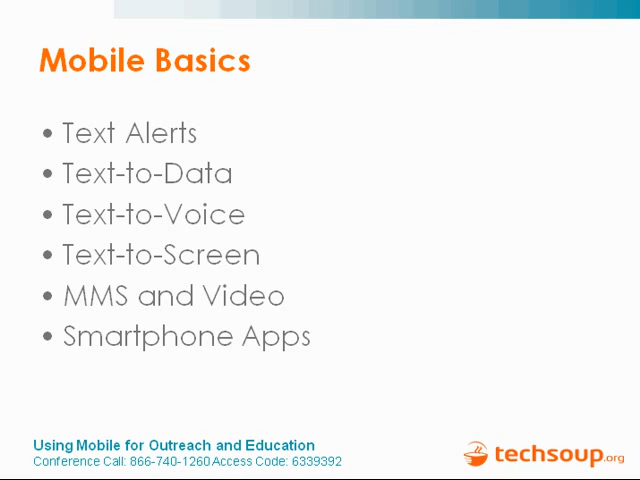 Mobile Basics
• Text Alerts
• Text-to-Data
• Text-to-Voice
• Text-to-Screen
• MMS and Video
• Smartphone Apps
Using Mobile for Outreach and Education
Conference Call: 866-740-1260 Access Code: 6339392
techsoup.org